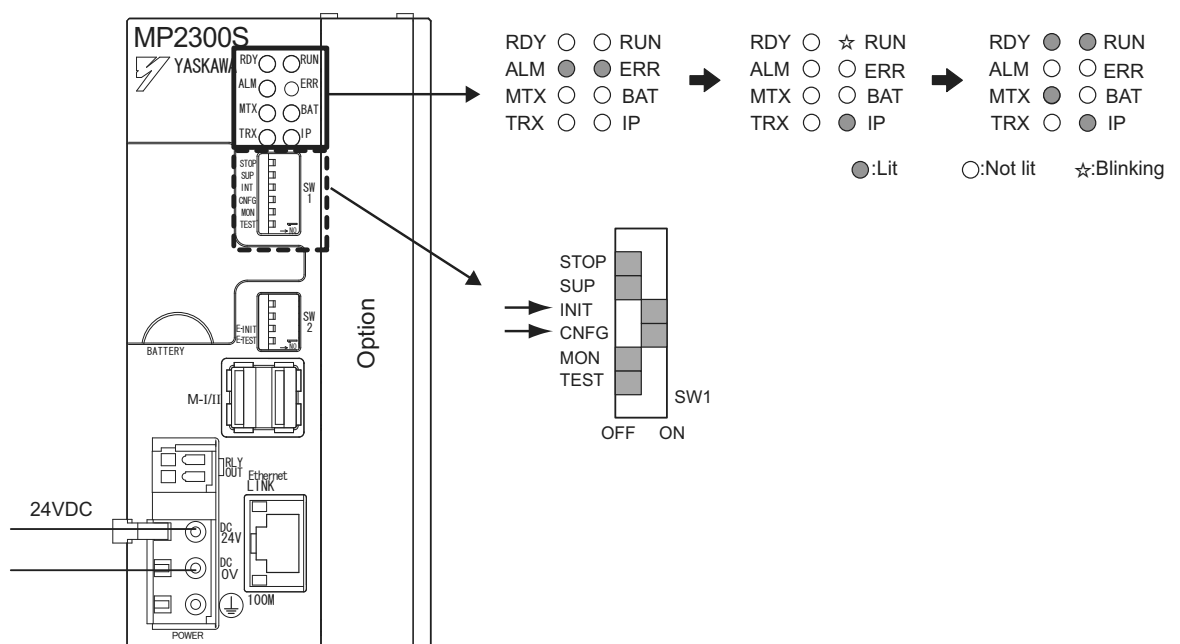 MP2300S
YASKAWA
RDY RUN
ALM ERR
MTX BAT
TRX IP
STOP
SUP
INT
CNFG
MON
TEST
SW
1
→ NO
E-INIT
E-TEST
SW
2
→ NO
BATTERY
M-I/II
RLY
OUT
Ethernet
LINK
24VDC
DC
24V
DC
0V
100M
POWER
Option
RDY RUN
ALM ERR
MTX BAT
TRX IP
RDY RUN
ALM ERR
MTX BAT
TRX IP
RDY RUN
ALM ERR
MTX BAT
TRX IP
:Lit :Not lit :Blinking
STOP
SUP
INIT
CNFG
MON
TEST
SW1
OFF ON